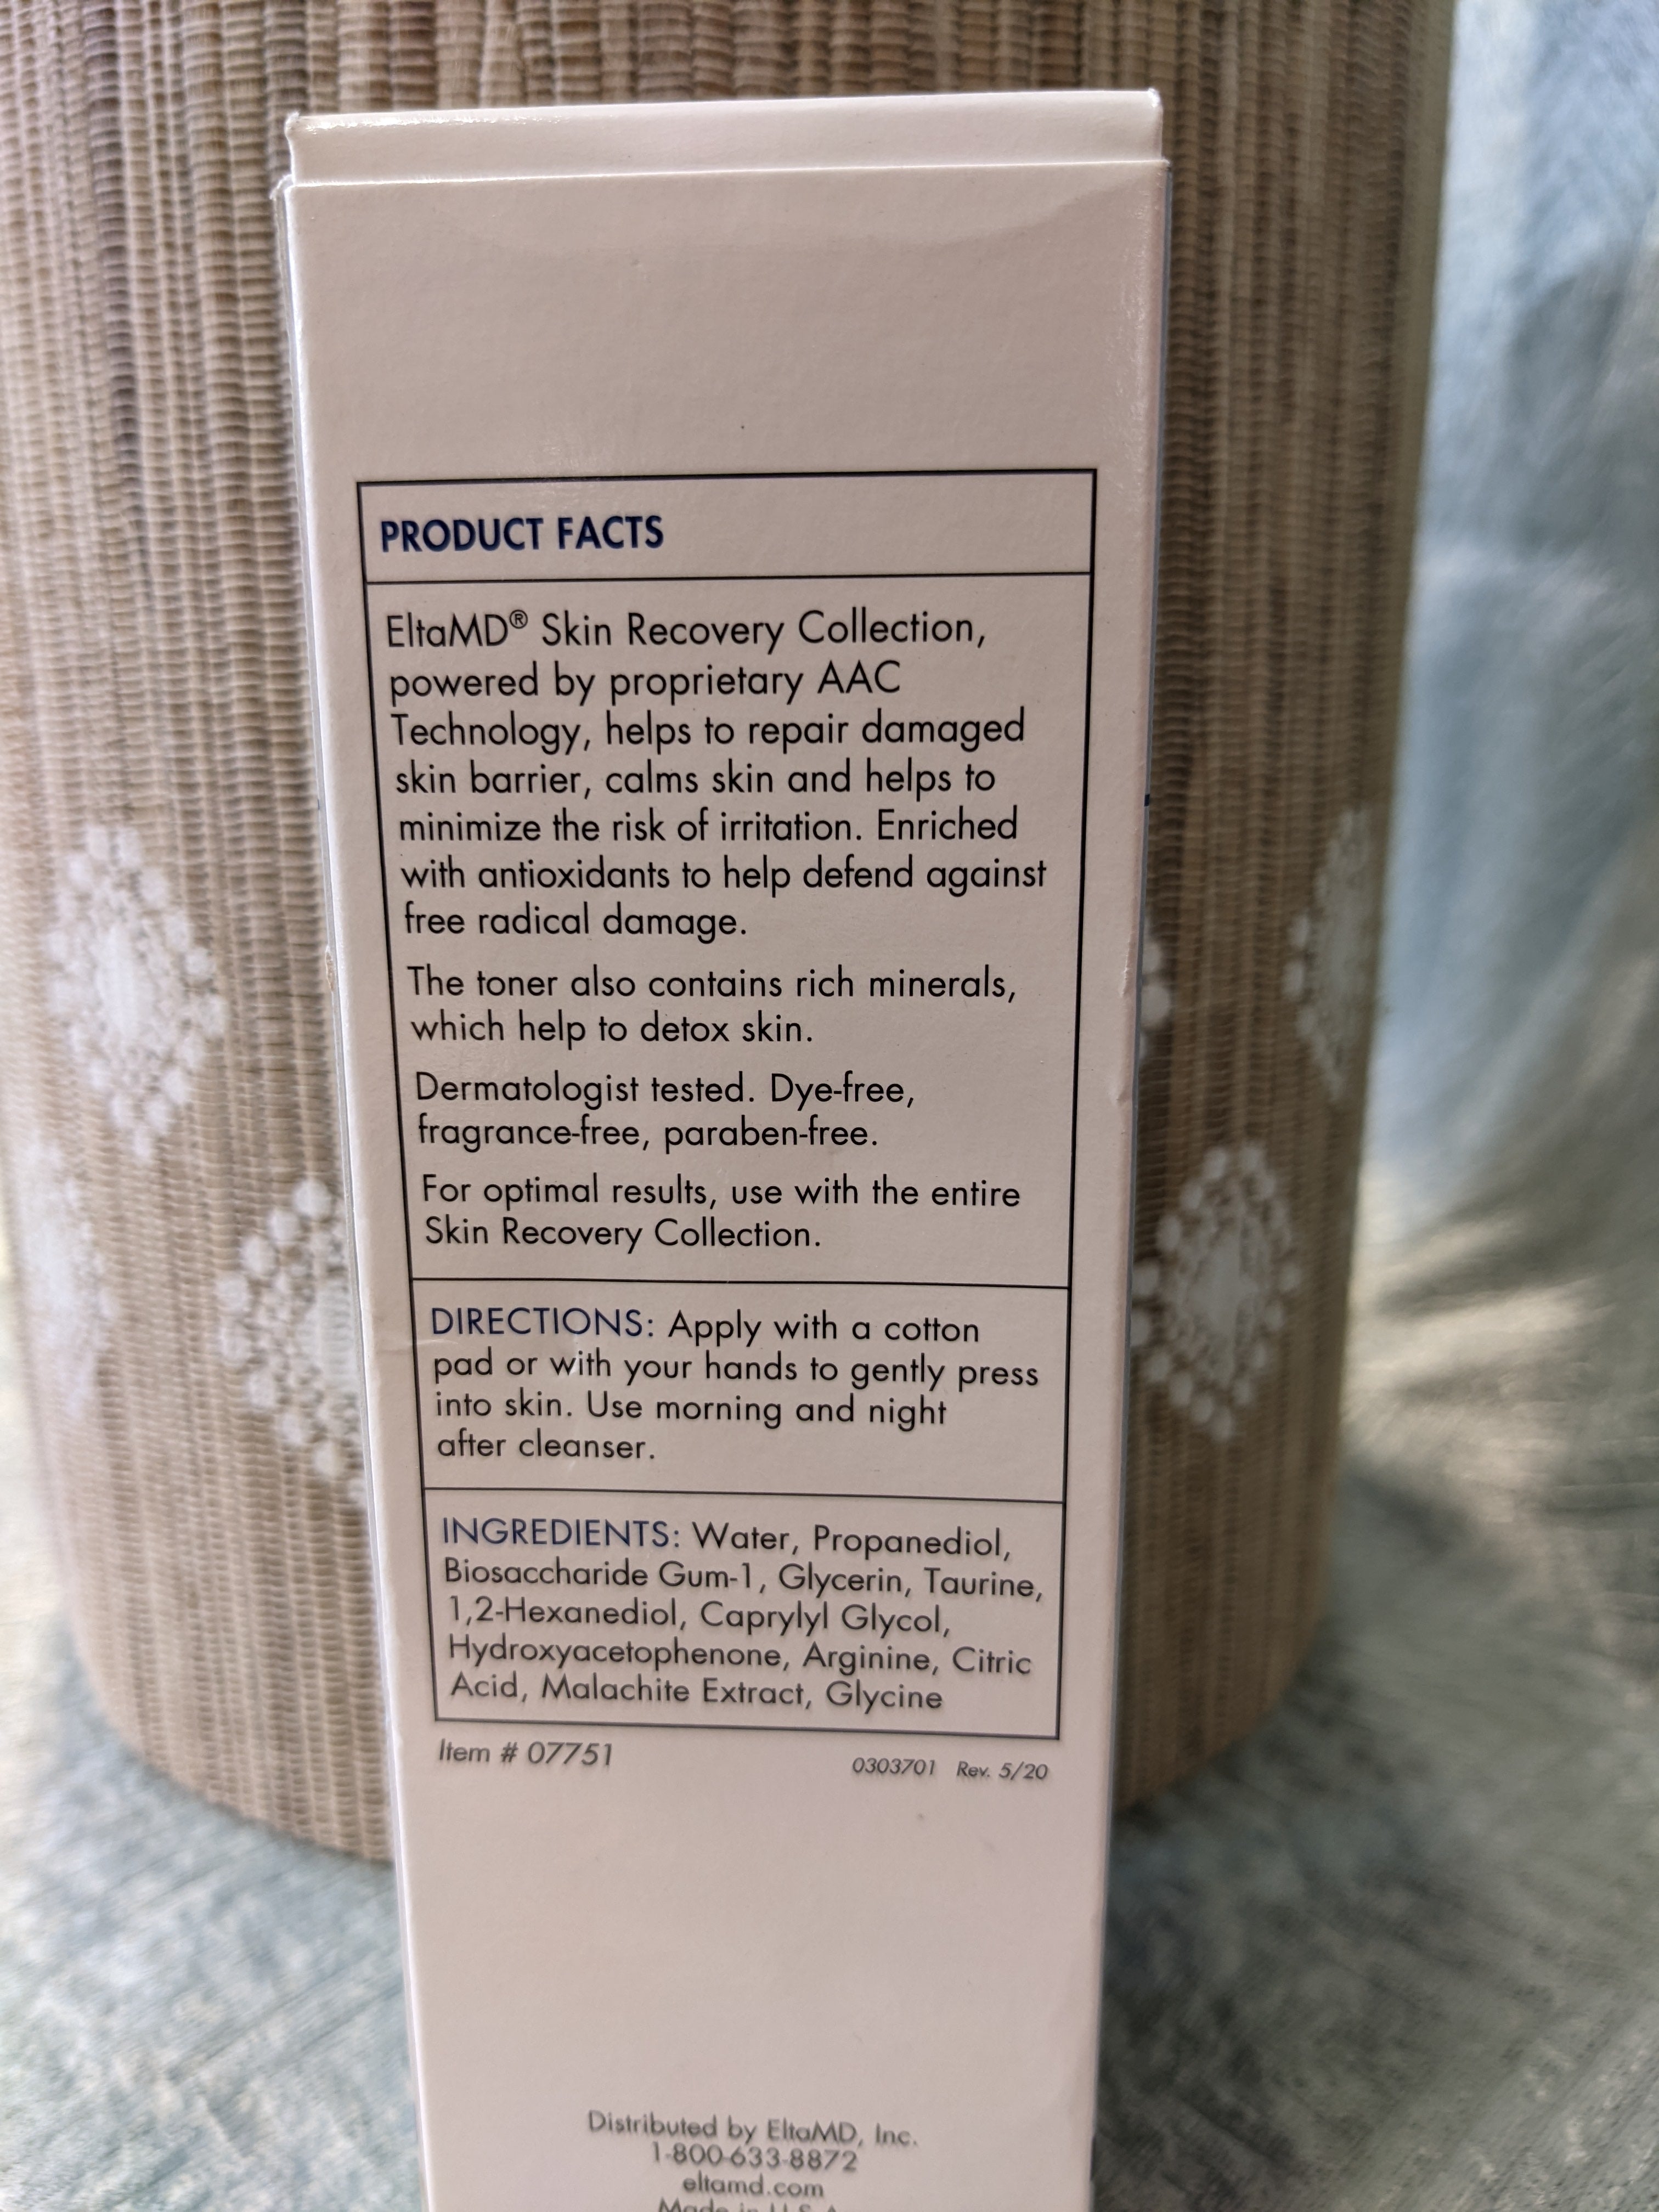 PRODUCT FACTS
EltaMD® Skin Recovery Collection,
powered by proprietary AAC
Technology, helps to repair damaged
skin barrier, calms skin and helps to
minimize the risk of irritation. Enriched
with antioxidants to help defend against
free radical damage.
The toner also contains rich minerals,
which help to detox skin.
Dermatologist tested. Dye-free,
fragrance-free, paraben-free.
For optimal results, use with the entire
Skin Recovery Collection.
DIRECTIONS: Apply with a cotton
pad or with your hands to gently press
into skin. Use morning and night
after cleanser.
INGREDIENTS: Water, Propanediol,
Biosaccharide Gum-1, Glycerin, Taurine,
1,2-Hexanediol, Caprylyl Glycol,
Hydroxyacetophenone, Arginine, Citric
Acid, Malachite Extract, Glycine
Item # 07751 0303701 Rev. 5/20
Distributed by EltaMD, Inc.
1-800-633-8872
eltamd.com
Made in U.S.A.